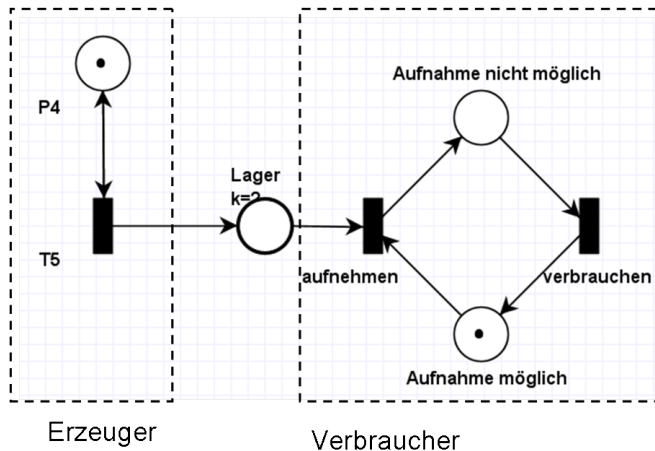 Aufnahme nicht möglich
P4
Lager
k=2
T5
aufnehmen
verbrauchen
Aufnahme möglich
Erzeuger
Verbraucher